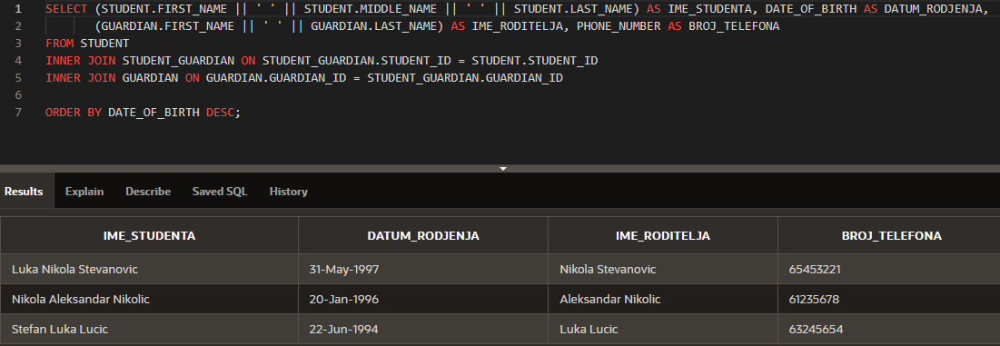 1 SELECT (STUDENT.FIRST_NAME || ' ' || STUDENT.MIDDLE_NAME || ' ' || STUDENT.LAST_NAME) AS IME_STUDENTA, DATE_OF_BIRTH AS DATUM_RODJENJA,
2 (GUARDIAN.FIRST_NAME || ' ' || GUARDIAN.LAST_NAME) AS IME_RODITELJA, PHONE_NUMBER AS BROJ_TELEFONA
3 FROM STUDENT
4 INNER JOIN STUDENT_GUARDIAN ON STUDENT_GUARDIAN.STUDENT_ID = STUDENT.STUDENT_ID
5 INNER JOIN GUARDIAN ON GUARDIAN.GUARDIAN_ID = STUDENT_GUARDIAN.GUARDIAN_ID
6
7 ORDER BY DATE_OF_BIRTH DESC;
Results Explain Describe Saved SQL History
IME_STUDENTA DATUM_RODJENJA IME_RODITELJA BROJ_TELEFONA
Luka Nikola Stevanovic 31-May-1997 Nikola Stevanovic 65453221
Nikola Aleksandar Nikolic 20-Jan-1996 Aleksandar Nikolic 61235678
Stefan Luka Lucic 22-Jun-1994 Luka Lucic 63245654